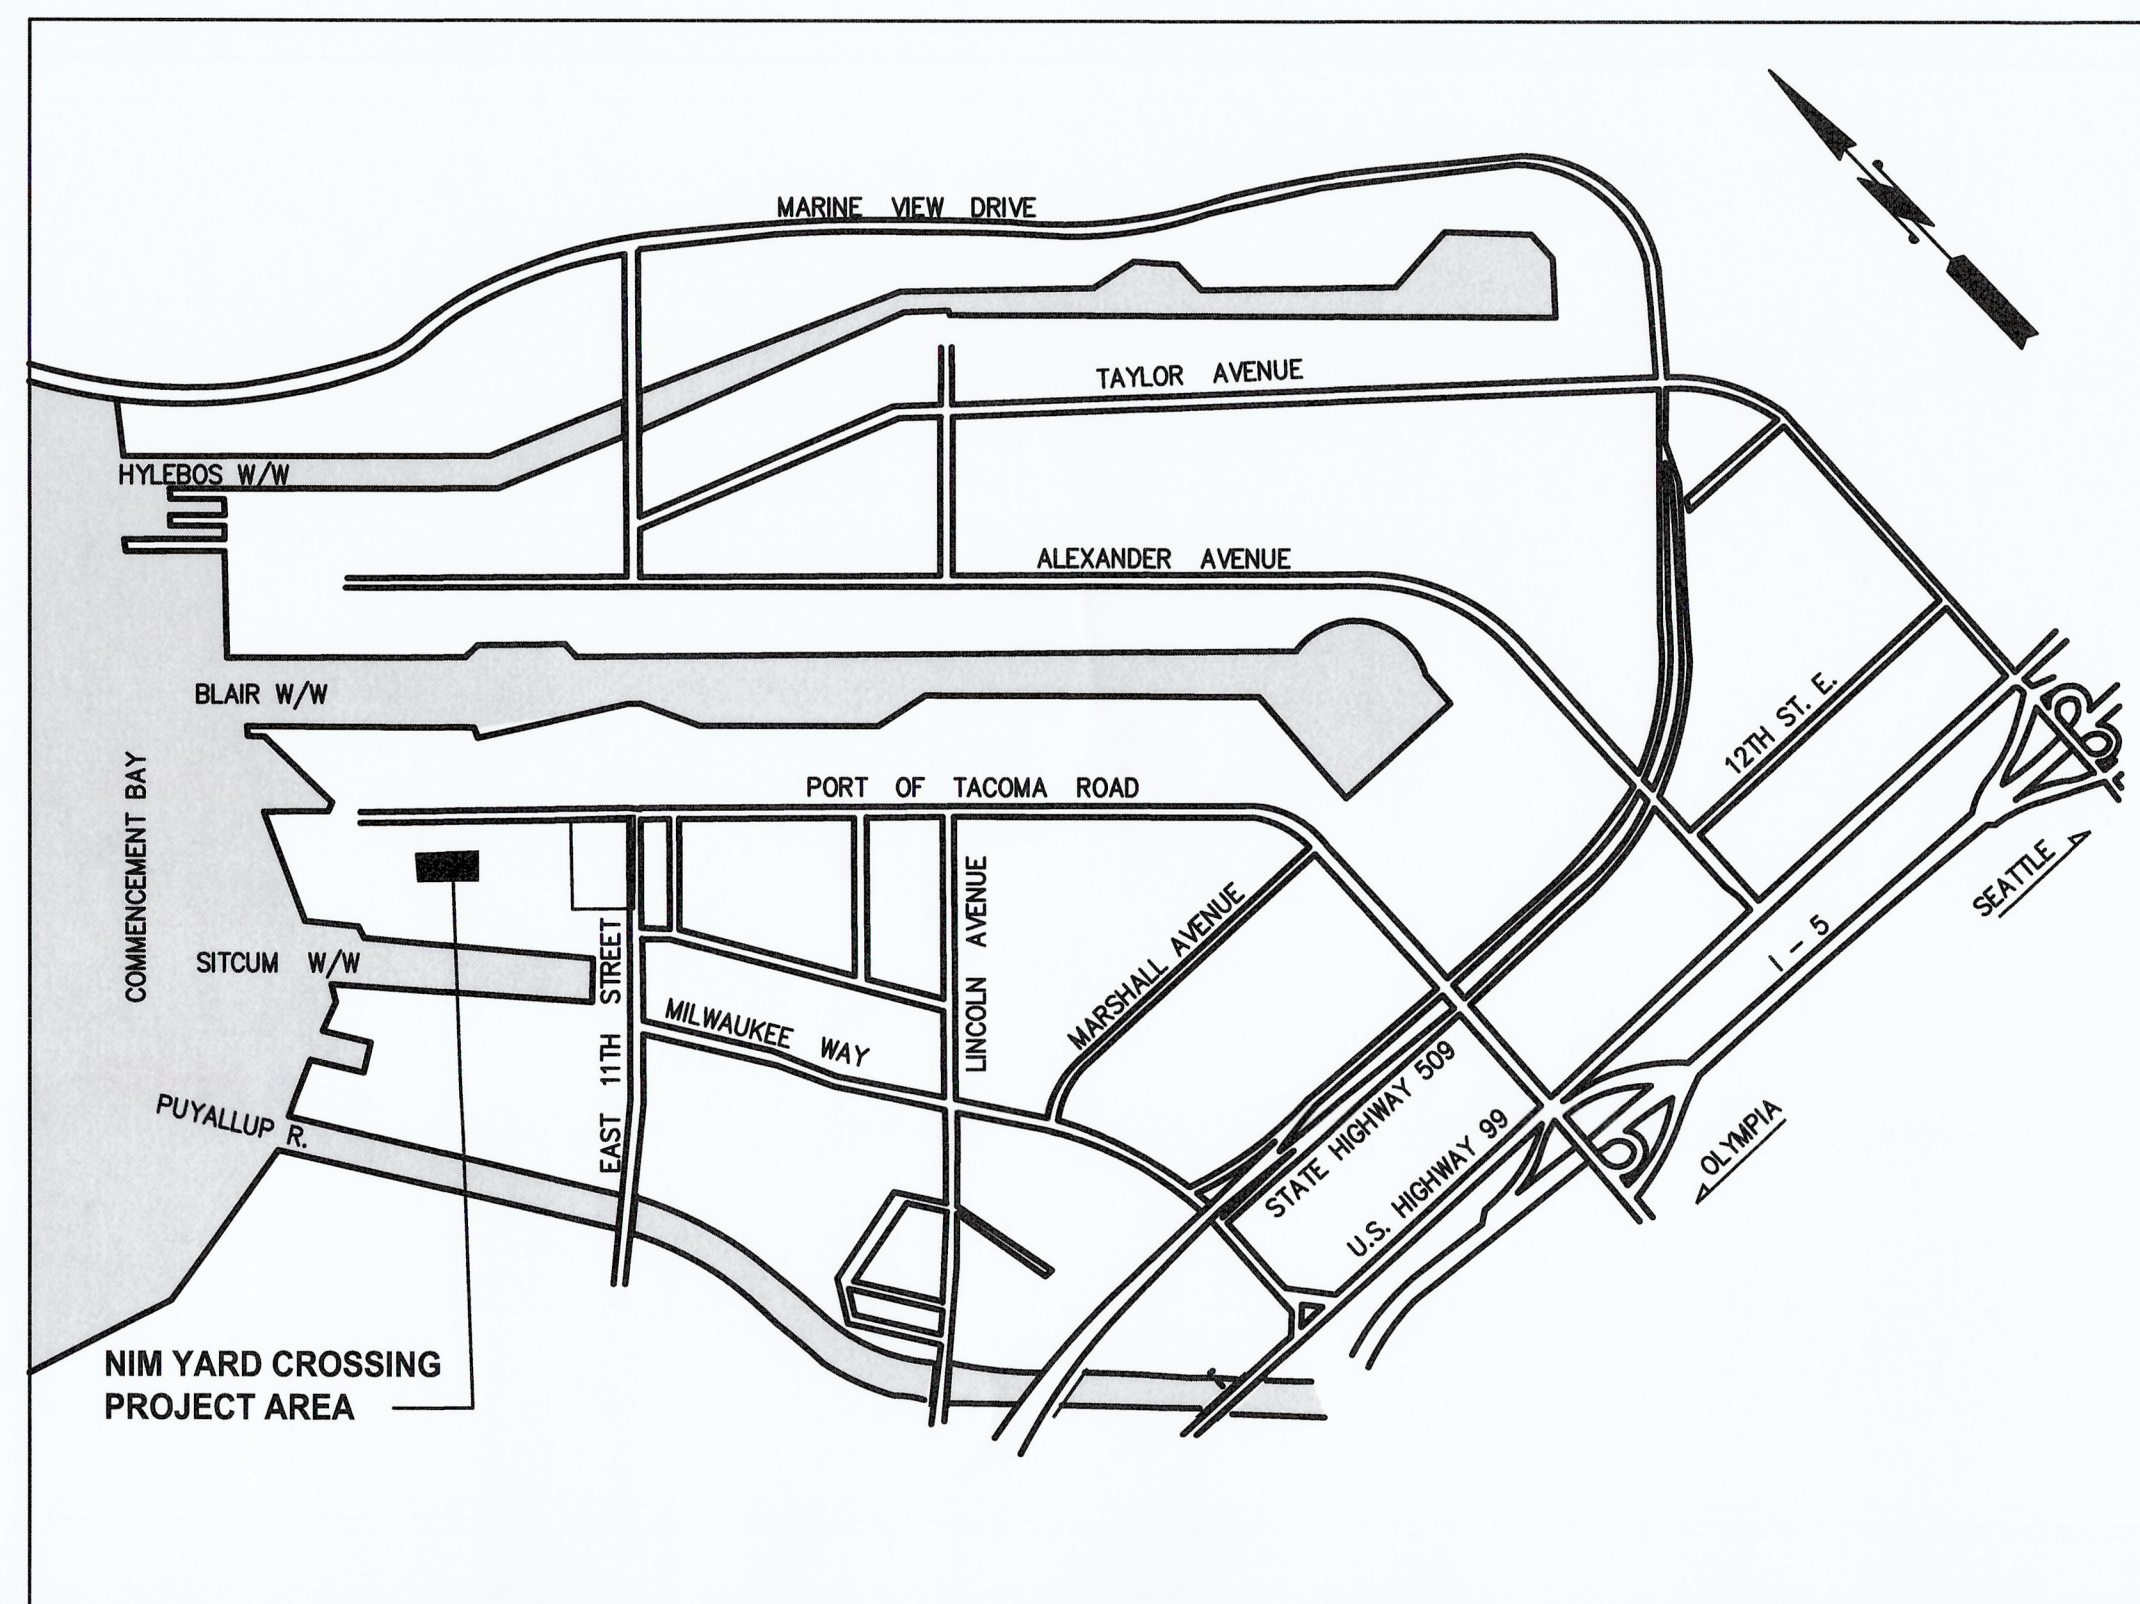 MARINE VIEW DRIVE
TAYLOR AVENUE
HYLEBOS W/W
ALEXANDER AVENUE
BLAIR W/W
12TH ST. E.
COMMENCEMENT BAY
PORT OF TACOMA ROAD
SEATTLE
LINCOLN AVENUE
MARSHALL AVENUE
I - 5
SITCUM W/W
EAST 11TH STREET
MILWAUKEE WAY
STATE HIGHWAY 509
U.S. HIGHWAY 99
OLYMPIA
PUYALLUP R.
NIM YARD CROSSING
PROJECT AREA